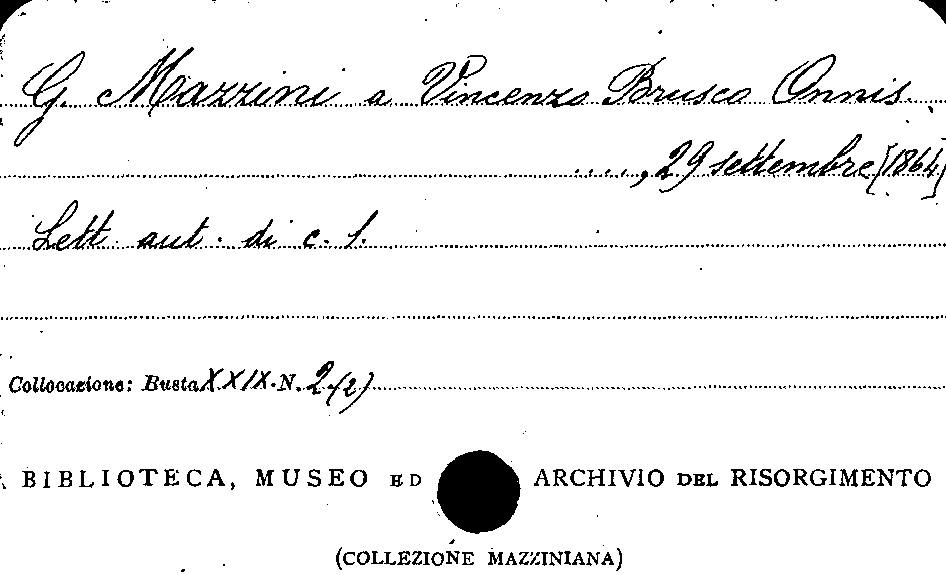 G. Mazzini a Vincenzo Brusco Onnis.
...., 29 settembre [1864]
Lett. aut. di c. 1.
Collocazione: Busta XXIX. N. 2 (2)
BIBLIOTECA, MUSEO ED ARCHIVIO DEL RISORGIMENTO
(COLLEZIONE MAZZINIANA)